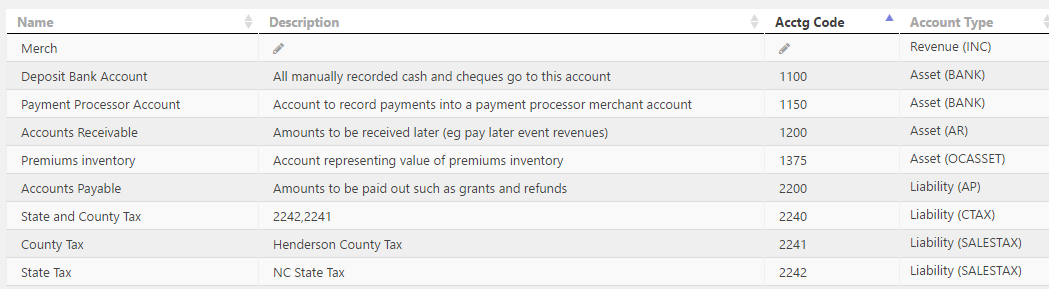 Name Description Acctg Code Account Type
Merch Revenue (INC)
Deposit Bank Account All manually recorded cash and cheques go to this account 1100 Asset (BANK)
Payment Processor Account Account to record payments into a payment processor merchant account 1150 Asset (BANK)
Accounts Receivable Amounts to be received later (eg pay later event revenues) 1200 Asset (AR)
Premiums inventory Account representing value of premiums inventory 1375 Asset (OCASSET)
Accounts Payable Amounts to be paid out such as grants and refunds 2200 Liability (AP)
State and County Tax 2242,2241 2240 Liability (CTAX)
County Tax Henderson County Tax 2241 Liability (SALESTAX)
State Tax NC State Tax 2242 Liability (SALESTAX)